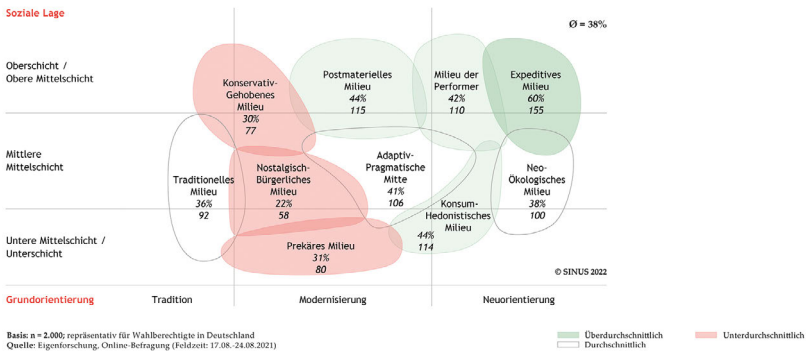 Soziale Lage
Ø = 38%
Oberschicht /
Obere Mittelschicht
Konservativ-
Gehobenes
Milieu
30%
77
Postmaterielles
Milieu
44%
115
Milieu der
Performer
42%
110
Expeditives
Milieu
60%
155
Mittlere
Mittelschicht
Traditionelles
Milieu
36%
92
Nostalgisch-
Bürgerliches
Milieu
22%
58
Adaptiv-
Pragmatische
Mitte
41%
106
Konsum-
Hedonistisches
Milieu
44%
114
Neo-
Ökologisches
Milieu
38%
100
Untere Mittelschicht /
Unterschicht
Prekäres Milieu
31%
80
© SINUS 2022
Grundorientierung
Tradition
Modernisierung
Neuorientierung
Basis: n = 2.000; repräsentativ für Wahlberechtigte in Deutschland
Quelle: Eigenforschung, Online-Befragung (Feldzeit: 17.08.-24.08.2021)
Überdurchschnittlich
Unterdurchschnittlich
Durchschnittlich